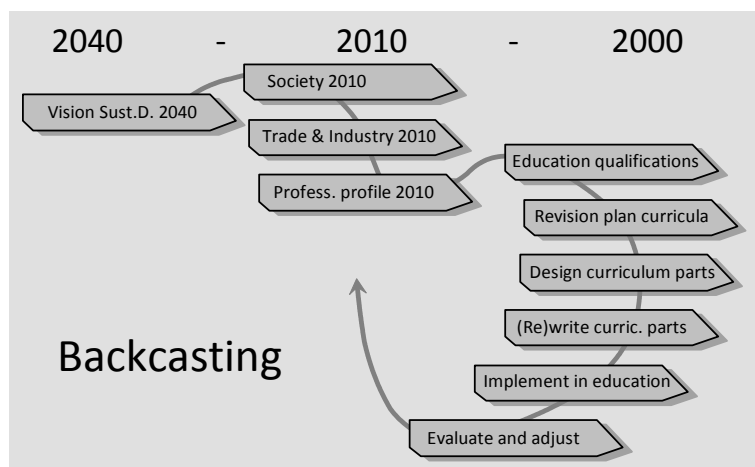 2040 - 2010 - 2000
Society 2010
Vision Sust.D. 2040
Trade & Industry 2010
Education qualifications
Profess. profile 2010
Revision plan curricula
Design curriculum parts
(Re)write curric. parts
Backcasting
Implement in education
Evaluate and adjust